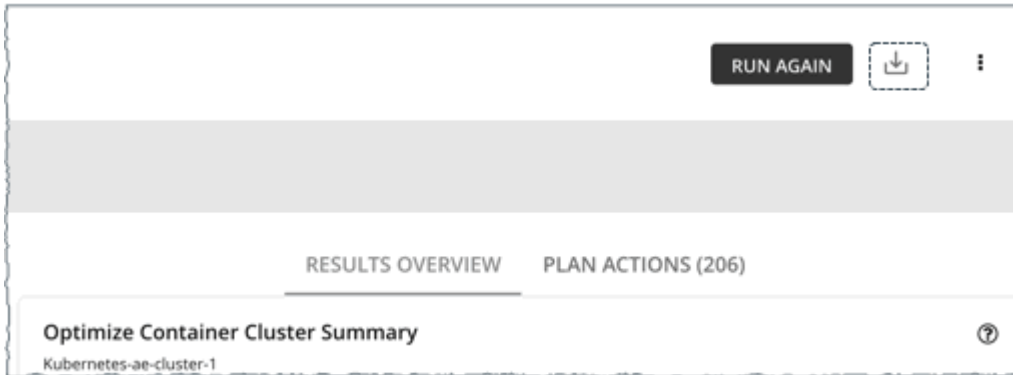 RUN AGAIN
RESULTS OVERVIEW PLAN ACTIONS (206)
Optimize Container Cluster Summary
Kubernetes-ae-cluster-1